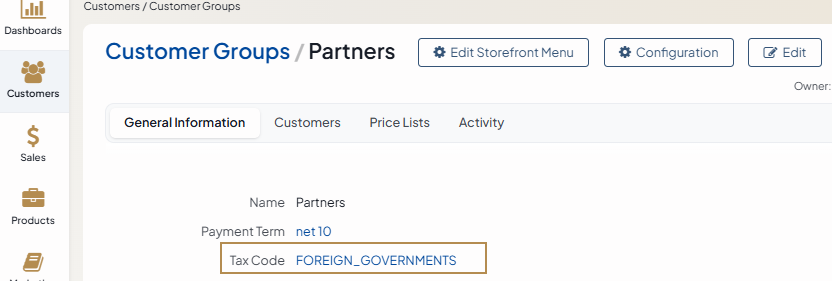 Customers / Customer Groups
Dashboards
Customer Groups / Partners
Edit Storefront Menu
Configuration
Edit
Owner:
Customers
General Information
Customers
Price Lists
Activity
Sales
Name Partners
Products
Payment Term net 10
Tax Code FOREIGN_GOVERNMENTS